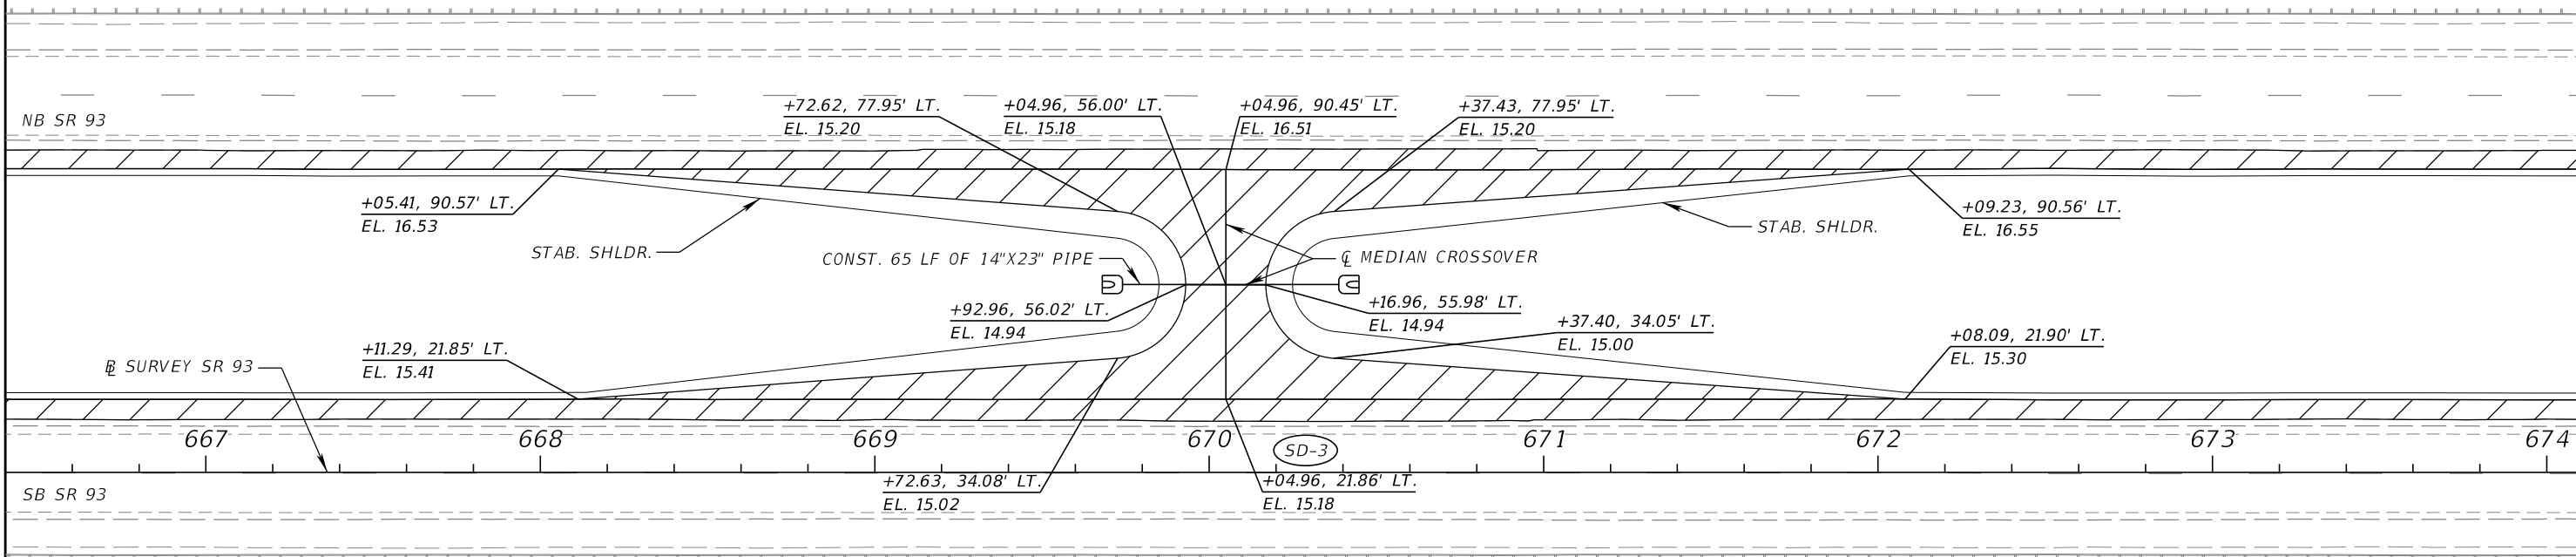 +72.62, 77.95' LT.
EL. 15.20
+04.96, 56.00' LT.
EL. 15.18
+04.96, 90.45' LT.
EL. 16.51
+37.43, 77.95' LT.
EL. 15.20
NB SR 93
+05.41, 90.57' LT.
EL. 16.53
+09.23, 90.56' LT.
EL. 16.55
STAB. SHLDR.
STAB. SHLDR.
CONST. 65 LF OF 14"X23" PIPE
℄ MEDIAN CROSSOVER
+92.96, 56.02' LT.
EL. 14.94
+16.96, 55.98' LT.
EL. 14.94
+37.40, 34.05' LT.
EL. 15.00
+08.09, 21.90' LT.
EL. 15.30
+11.29, 21.85' LT.
EL. 15.41
BL SURVEY SR 93
667 668 669 670 671 672 673 674
SD-3
+72.63, 34.08' LT.
EL. 15.02
+04.96, 21.86' LT.
EL. 15.18
SB SR 93